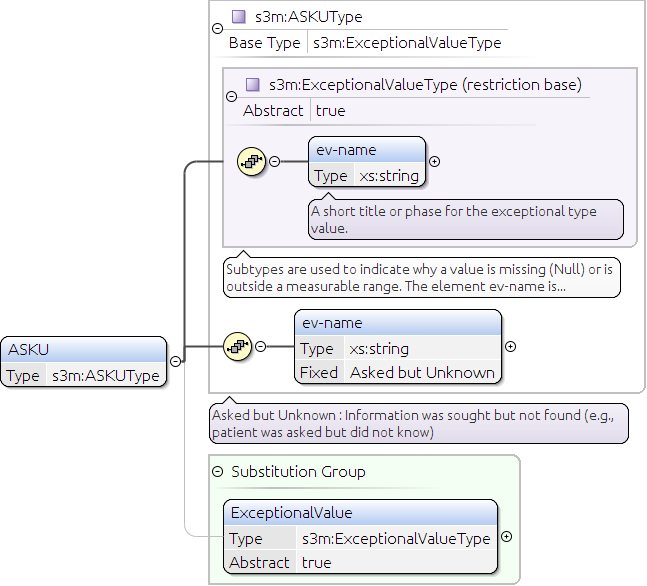 s3m:ASKUType
Base Type s3m:ExceptionalValueType
s3m:ExceptionalValueType (restriction base)
Abstract true
ev-name
Type xs:string
A short title or phase for the exceptional type
value.
Subtypes are used to indicate why a value is missing (Null) or is
outside a measurable range. The element ev-name is...
ASKU
Type s3m:ASKUType
ev-name
Type xs:string
Fixed Asked but Unknown
Asked but Unknown : Information was sought but not found (e.g.,
patient was asked but did not know)
Substitution Group
ExceptionalValue
Type s3m:ExceptionalValueType
Abstract true